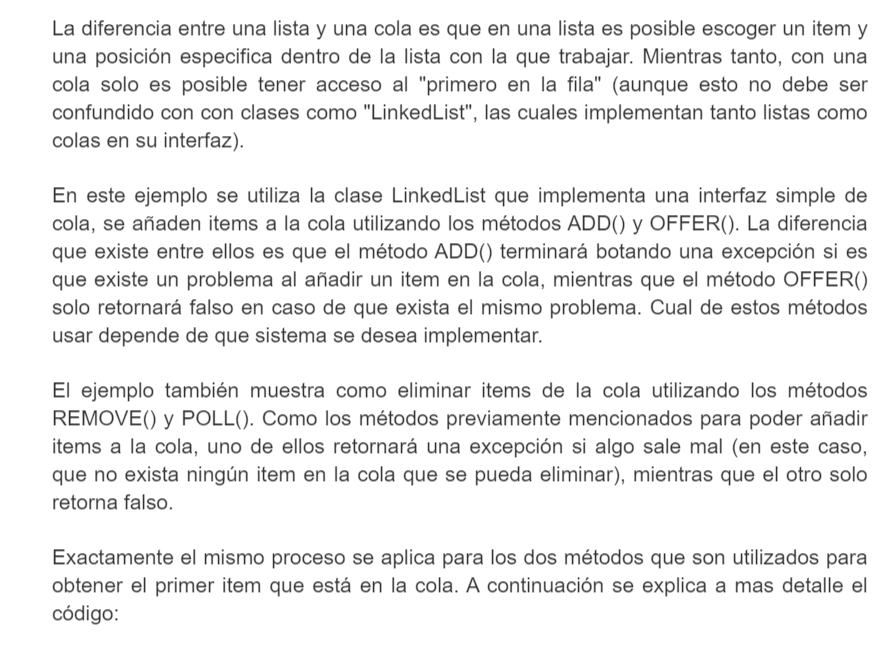 La diferencia entre una lista y una cola es que en una lista es posible escoger un item y
una posición especifica dentro de la lista con la que trabajar. Mientras tanto, con una
cola solo es posible tener acceso al "primero en la fila" (aunque esto no debe ser
confundido con con clases como "LinkedList", las cuales implementan tanto listas como
colas en su interfaz).
En este ejemplo se utiliza la clase LinkedList que implementa una interfaz simple de
cola, se añaden items a la cola utilizando los métodos ADD() y OFFER(). La diferencia
que existe entre ellos es que el método ADD() terminará botando una excepción si es
que existe un problema al añadir un item en la cola, mientras que el método OFFER()
solo retornará falso en caso de que exista el mismo problema. Cual de estos métodos
usar depende de que sistema se desea implementar.
El ejemplo también muestra como eliminar items de la cola utilizando los métodos
REMOVE() y POLL(). Como los métodos previamente mencionados para poder añadir
items a la cola, uno de ellos retornará una excepción si algo sale mal (en este caso,
que no exista ningún item en la cola que se pueda eliminar), mientras que el otro solo
retorna falso.
Exactamente el mismo proceso se aplica para los dos métodos que son utilizados para
obtener el primer item que está en la cola. A continuación se explica a mas detalle el
código: